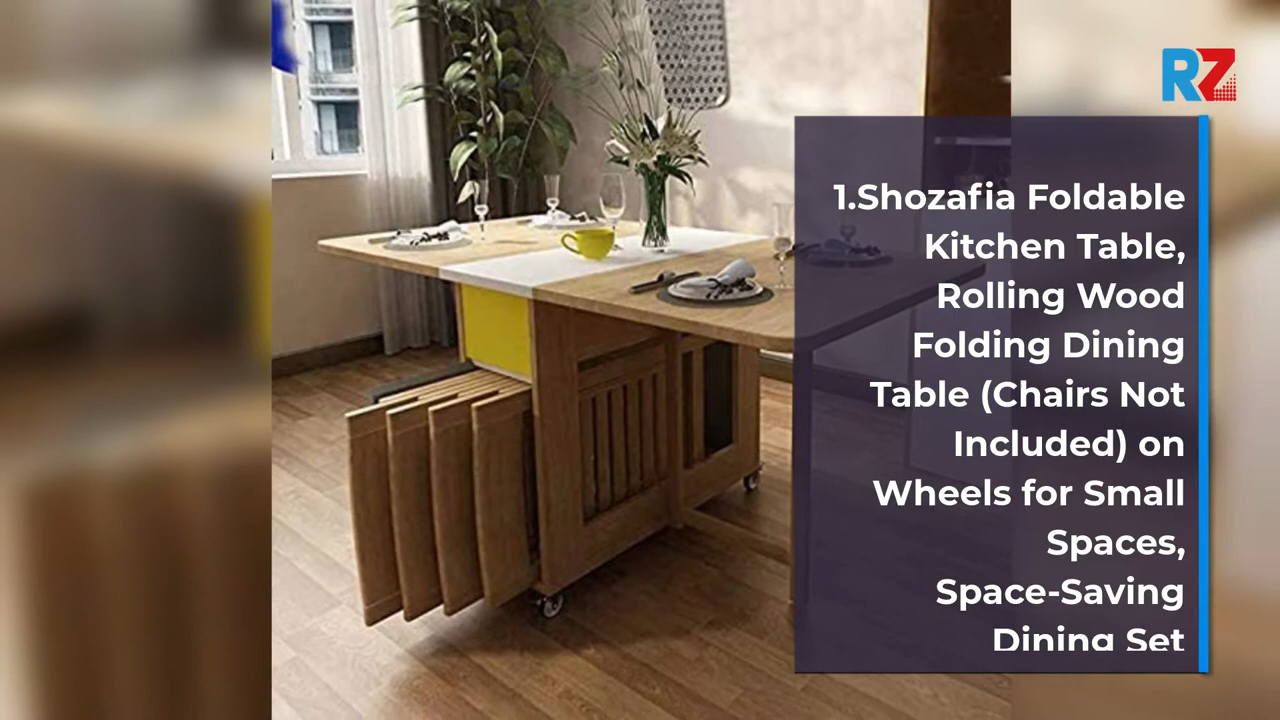 RZ
1.Shozafia Foldable
Kitchen Table,
Rolling Wood
Folding Dining
Table (Chairs Not
Included) on
Wheels for Small
Spaces,
Space-Saving
Dining Set